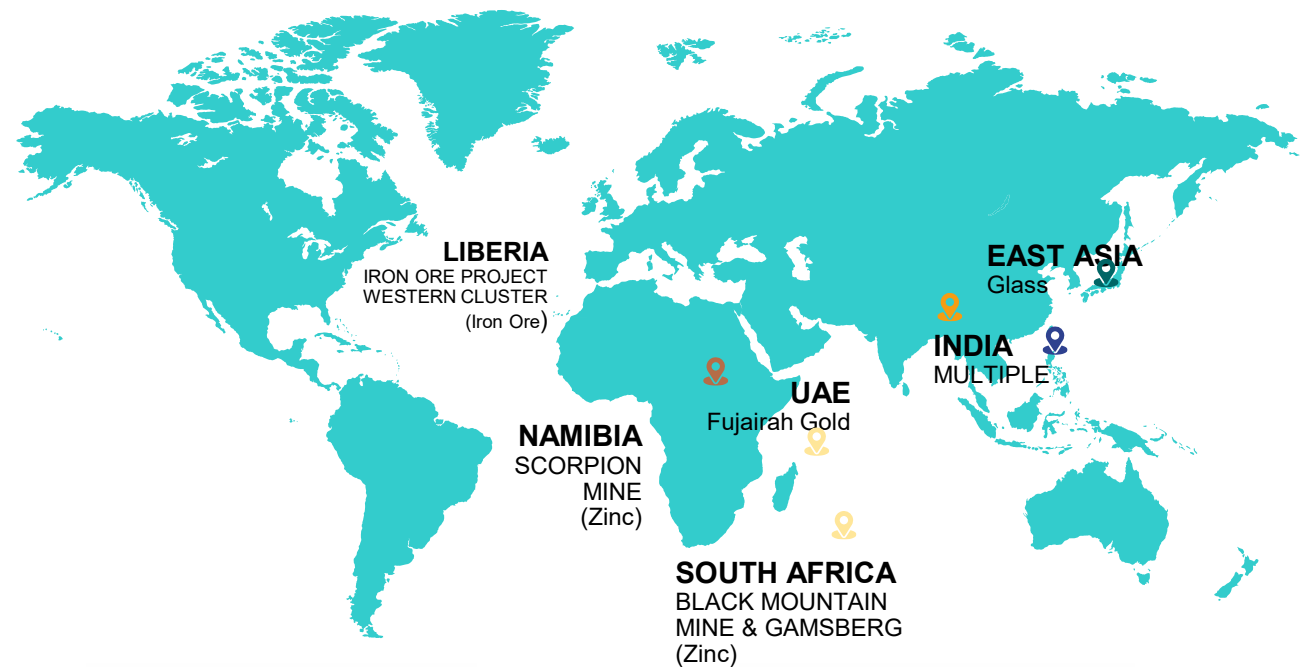 LIBERIA
IRON ORE PROJECT
WESTERN CLUSTER
(Iron Ore)
EAST ASIA
Glass
INDIA
MULTIPLE
UAE
Fujairah Gold
NAMIBIA
SCORPION
MINE
(Zinc)
SOUTH AFRICA
BLACK MOUNTAIN
MINE & GAMSBERG
(Zinc)